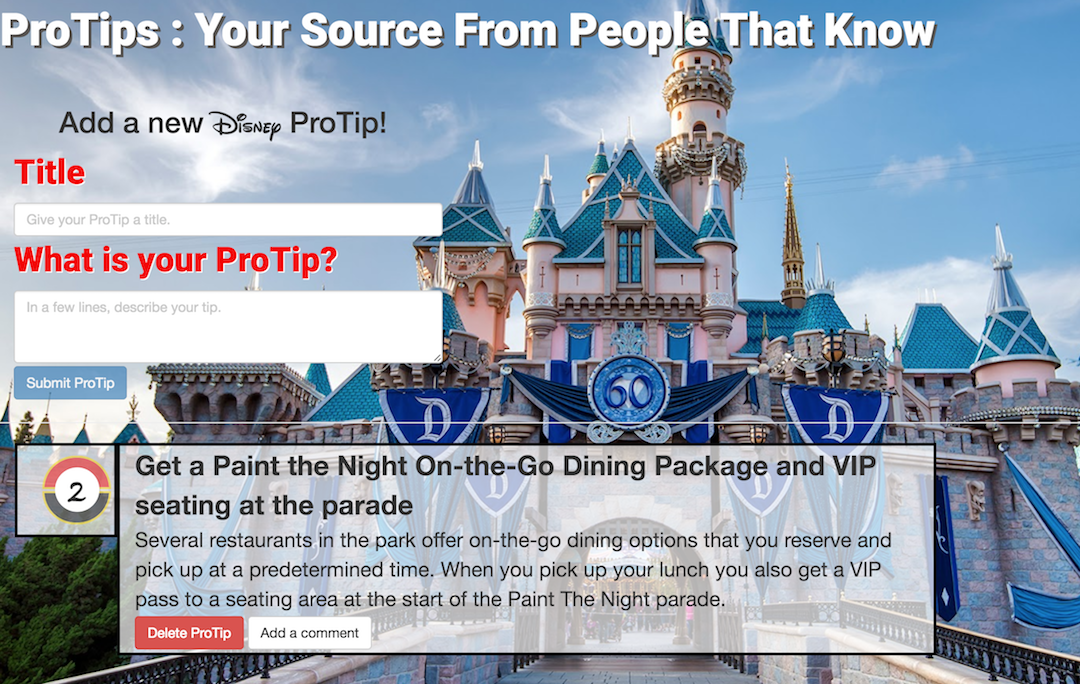 ProTips : Your Source From People That Know
Add a new Disney ProTip!
Title
Give your ProTip a title.
What is your ProTip?
In a few lines, describe your tip.
Submit ProTip
60
D
D
D
D
2
Get a Paint the Night On-the-Go Dining Package and VIP
seating at the parade
Several restaurants in the park offer on-the-go dining options that you reserve and
pick up at a predetermined time. When you pick up your lunch you also get a VIP
pass to a seating area at the start of the Paint The Night parade.
Delete ProTip
Add a comment